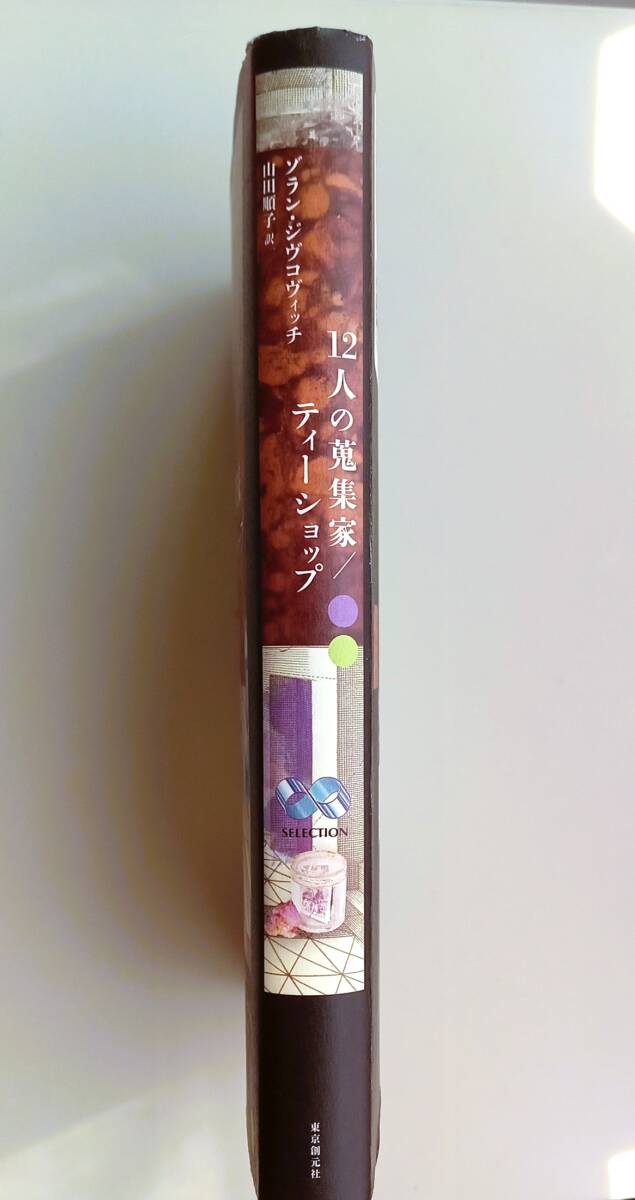 12人の蒐集家/
ティーショップ
ゾラン・ジヴコヴィッチ
山田順子 訳
SELECTION
東京創元社